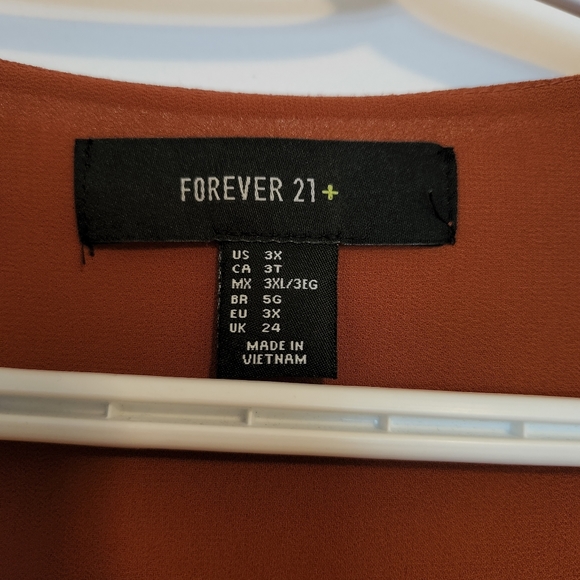 FOREVER 21+
US 3X
CA 3T
MX 3XL/3EG
BR 5G
EU 3X
UK 24
MADE IN
VIETNAM